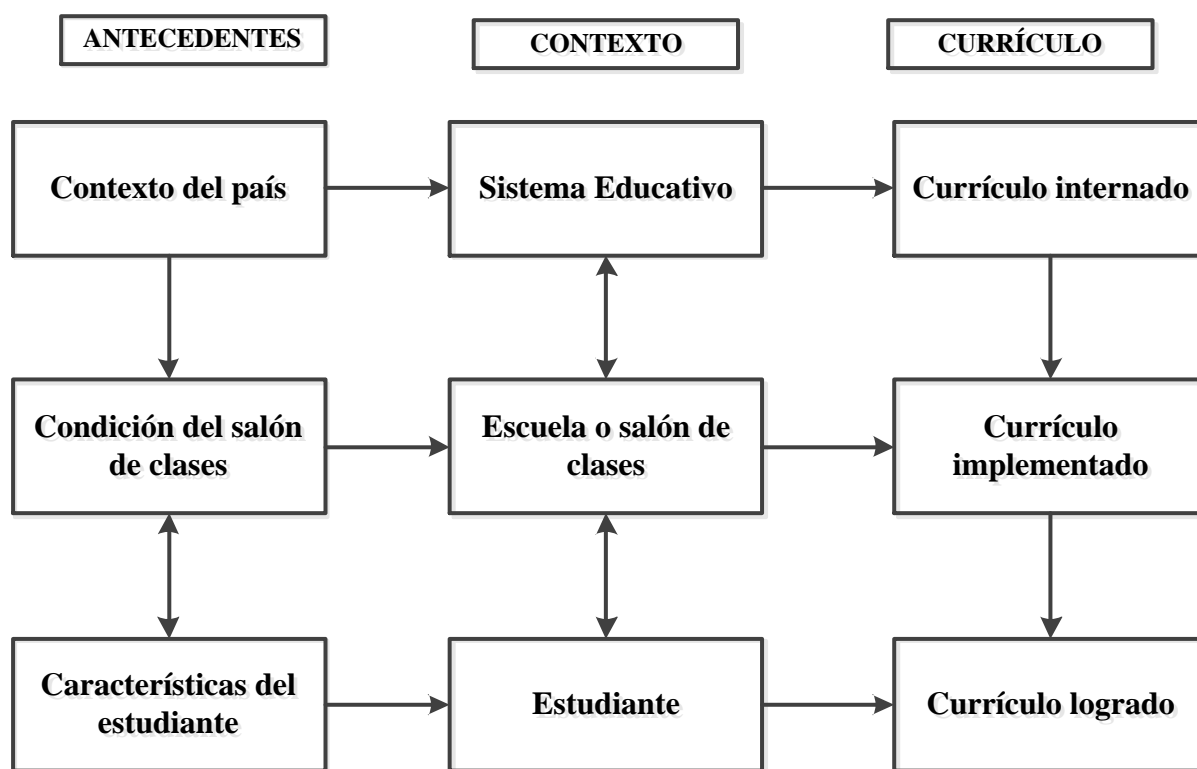 ANTECEDENTES
CONTEXTO
CURRÍCULO
Contexto del país
Sistema Educativo
Currículo internado
Condición del salón
de clases
Escuela o salón de
clases
Currículo
implementado
Características del
estudiante
Estudiante
Currículo logrado